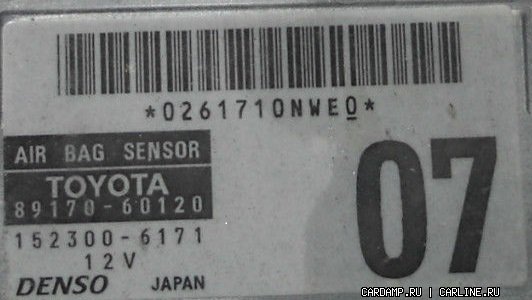 *0261710NWE0*
AIR BAG SENSOR
TOYOTA
89170-60120
07
152300-6171
12V
DENSO JAPAN
CARDAMP.RU | CARLINE.RU